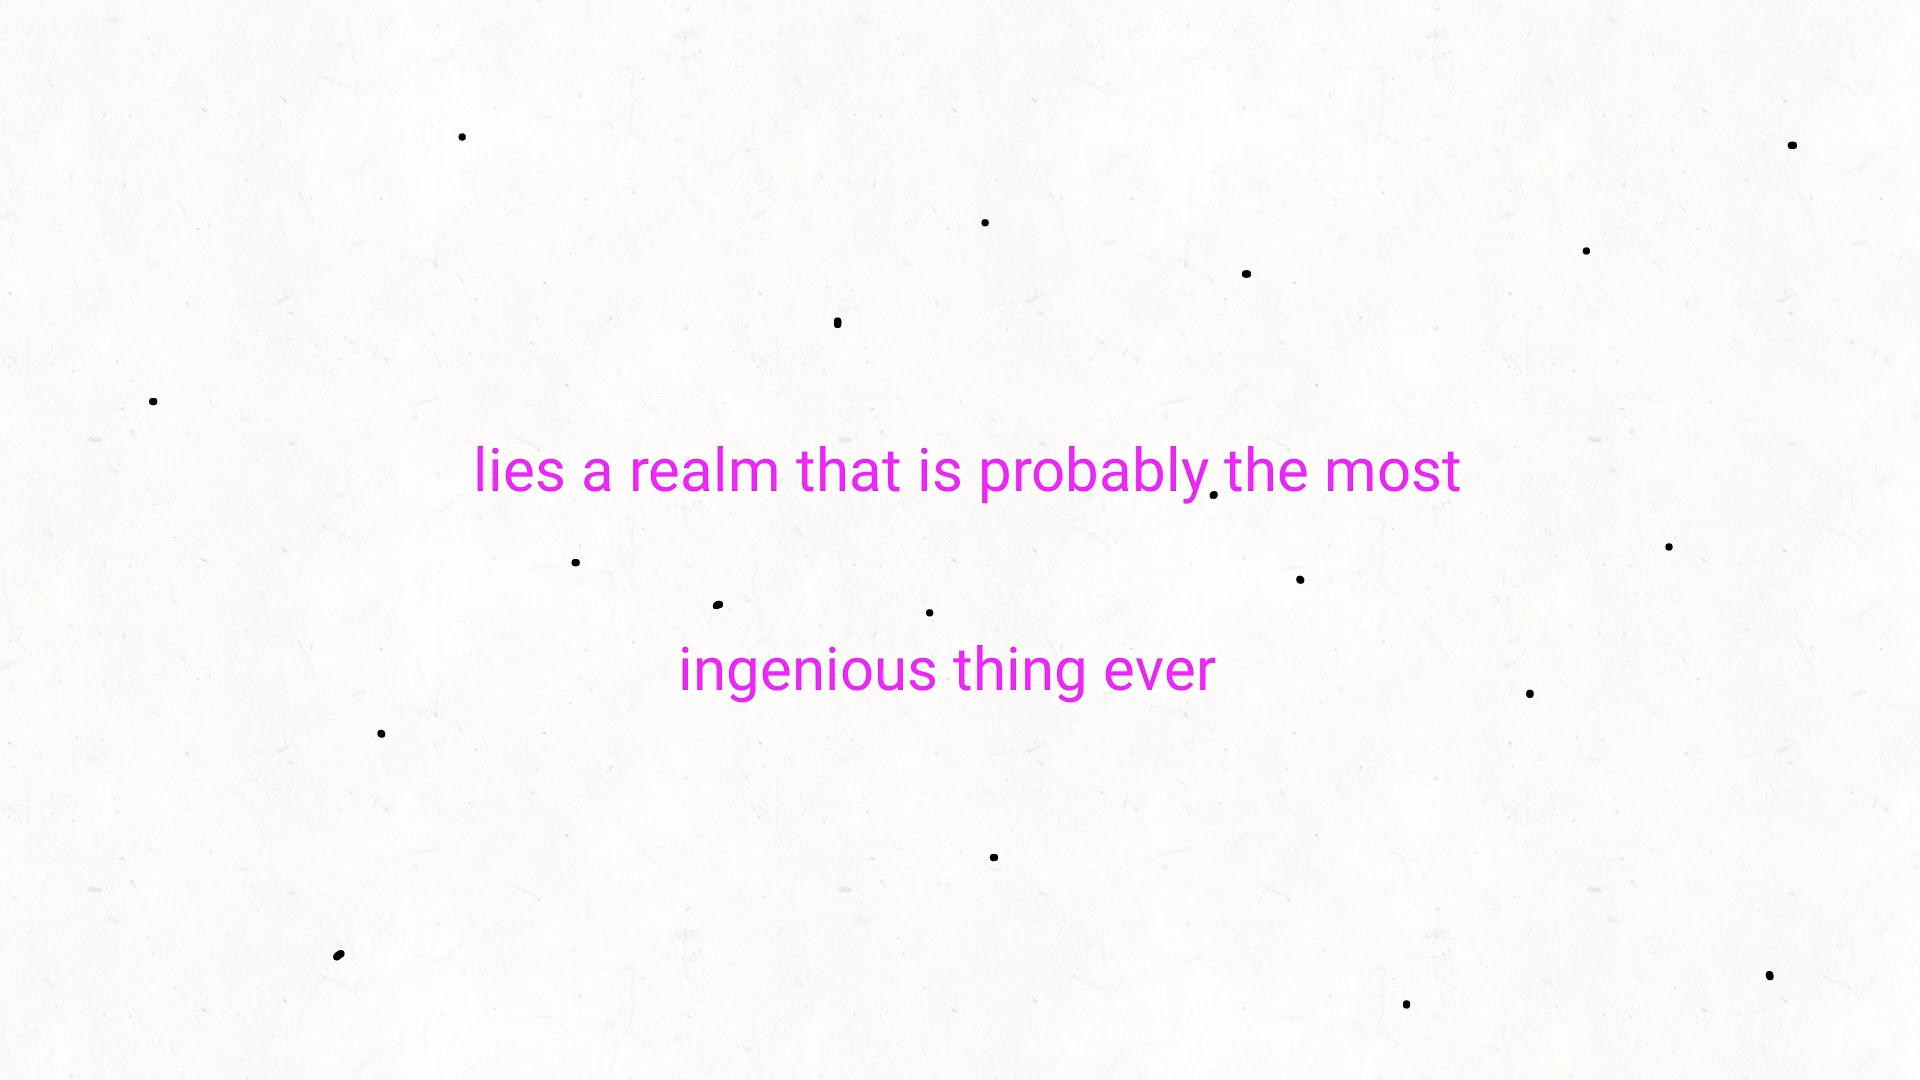 lies a realm that is probably the most
ingenious thing ever